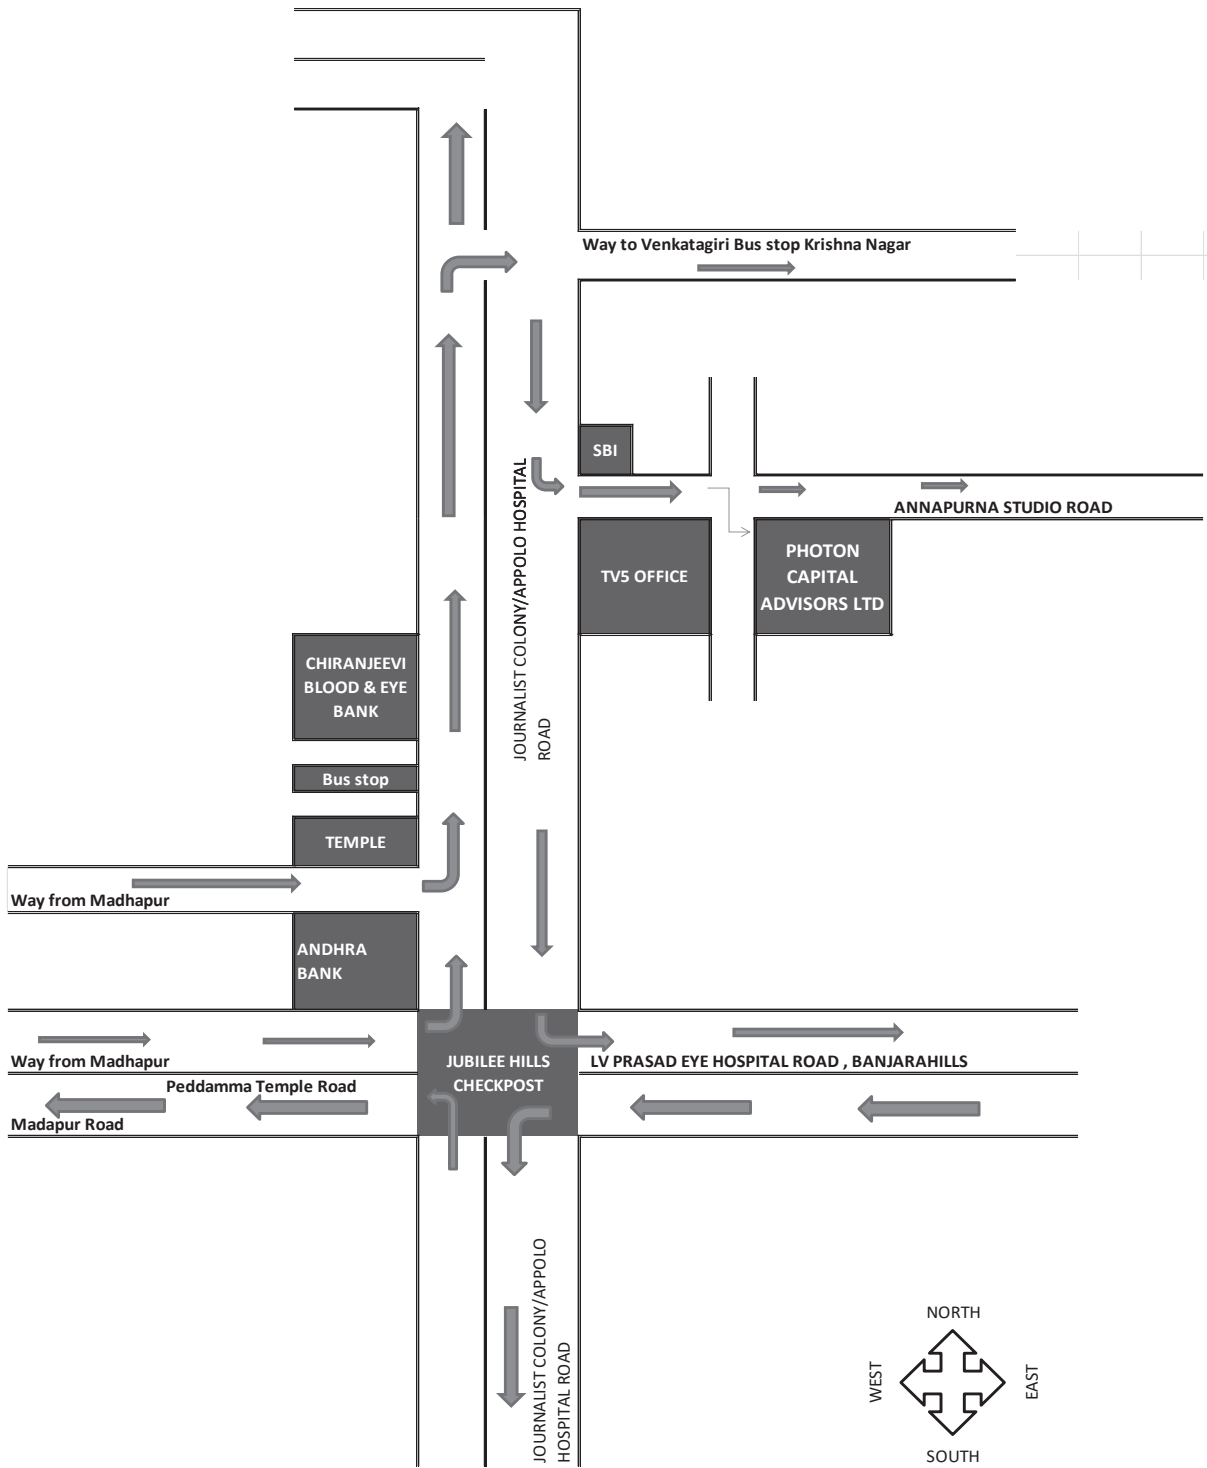 Way to Venkatagiri Bus stop Krishna Nagar
SBI
JOURNALIST COLONY/APPOLO HOSPITAL
ROAD
ANNAPURNA STUDIO ROAD
TV5 OFFICE
PHOTON
CAPITAL
ADVISORS LTD
CHIRANJEEVI
BLOOD & EYE
BANK
Bus stop
TEMPLE
Way from Madhapur
ANDHRA
BANK
Way from Madhapur
JUBILEE HILLS
CHECKPOST
LV PRASAD EYE HOSPITAL ROAD , BANJARAHILLS
Peddamma Temple Road
Madapur Road
JOURNALIST COLONY/APPOLO
HOSPITAL ROAD
NORTH
WEST
EAST
SOUTH